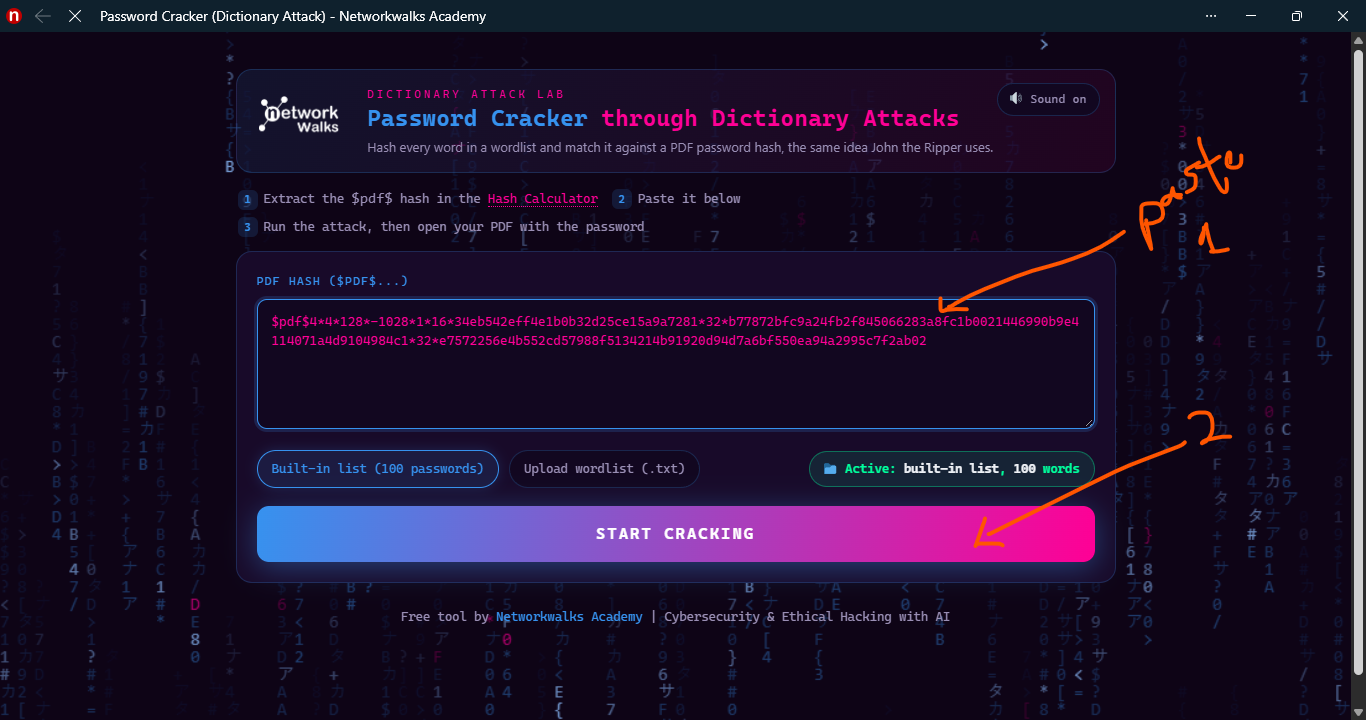 Password Cracker (Dictionary Attack) - Networkwalks Academy
network
walks
DICTIONARY ATTACK LAB
Password Cracker through Dictionary Attacks
Hash every word in a wordlist and match it against a PDF password hash, the same idea John the Ripper uses.
Sound on
1 Extract the $pdf$ hash in the Hash Calculator 2 Paste it below
3 Run the attack, then open your PDF with the password
paste
1
PDF HASH ($PDF$...)
$pdf$4*4*128*-1028*1*16*34eb542eff4e1b0b32d25ce15a9a7281*32*b77872bfc9a24fb2f845066283a8fc1b0021446990b9e4
114071a4d9104984c1*32*e7572256e4b552cd57988f5134214b91920d94d7a6bf550ea94a2995c7f2ab02
2
Built-in list (100 passwords) Upload wordlist (.txt) Active: built-in list, 100 words
START CRACKING
Free tool by Networkwalks Academy | Cybersecurity & Ethical Hacking with AI